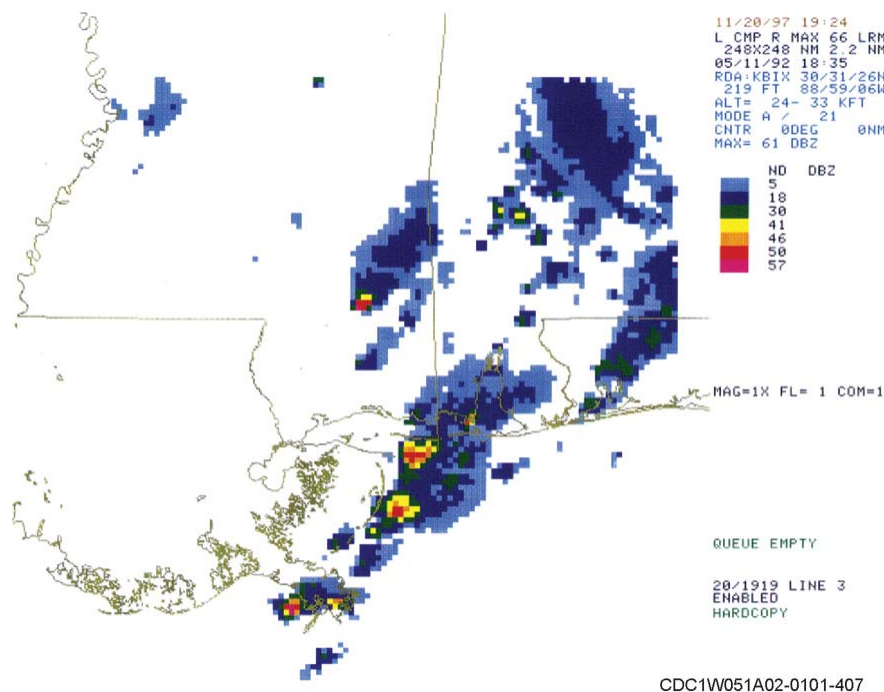 11/20/97 19:24
L CMP R MAX 66 LRM
248X248 NM 2.2 NM
05/11/92 18:35
RDA:KBIX 30/31/26N
219 FT 88/59/06W
ALT= 24- 33 KFT
MODE A / 21
CNTR 0DEG 0NM
MAX= 61 DBZ
ND DBZ
5
18
30
41
46
50
57
MAG=1X FL= 1 COM=1
QUEUE EMPTY
20/1919 LINE 3
ENABLED
HARDCOPY
CDC1W051A02-0101-407